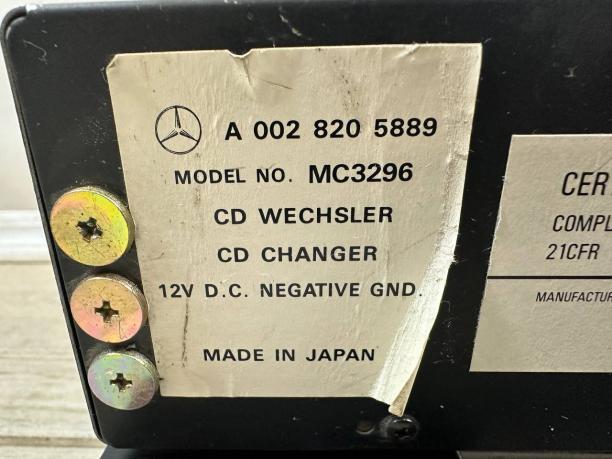 A 002 820 5889
MODEL NO. MC3296
CD WECHSLER
CD CHANGER
12V D.C. NEGATIVE GND.
MADE IN JAPAN
CER
COMPL
21CFR
MANUFACTUR